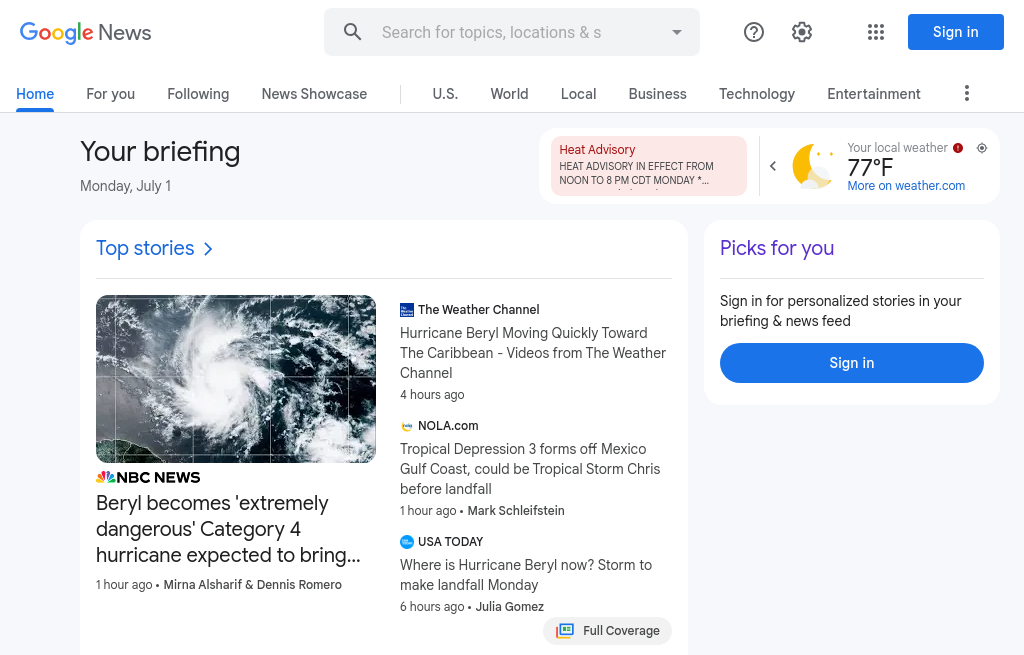 Google News
Search for topics, locations & s
Sign in
Home
For you
Following
News Showcase
U.S.
World
Local
Business
Technology
Entertainment
Your briefing
Monday, July 1
Heat Advisory
HEAT ADVISORY IN EFFECT FROM
NOON TO 8 PM CDT MONDAY *...
Your local weather
77°F
More on weather.com
Top stories
NBC NEWS
Beryl becomes 'extremely
dangerous' Category 4
hurricane expected to bring...
1 hour ago • Mirna Alsharif & Dennis Romero
The Weather Channel
Hurricane Beryl Moving Quickly Toward
The Caribbean - Videos from The Weather
Channel
4 hours ago
NOLA.com
Tropical Depression 3 forms off Mexico
Gulf Coast, could be Tropical Storm Chris
before landfall
1 hour ago • Mark Schleifstein
USA TODAY
Where is Hurricane Beryl now? Storm to
make landfall Monday
6 hours ago • Julia Gomez
Full Coverage
Picks for you
Sign in for personalized stories in your
briefing & news feed
Sign in